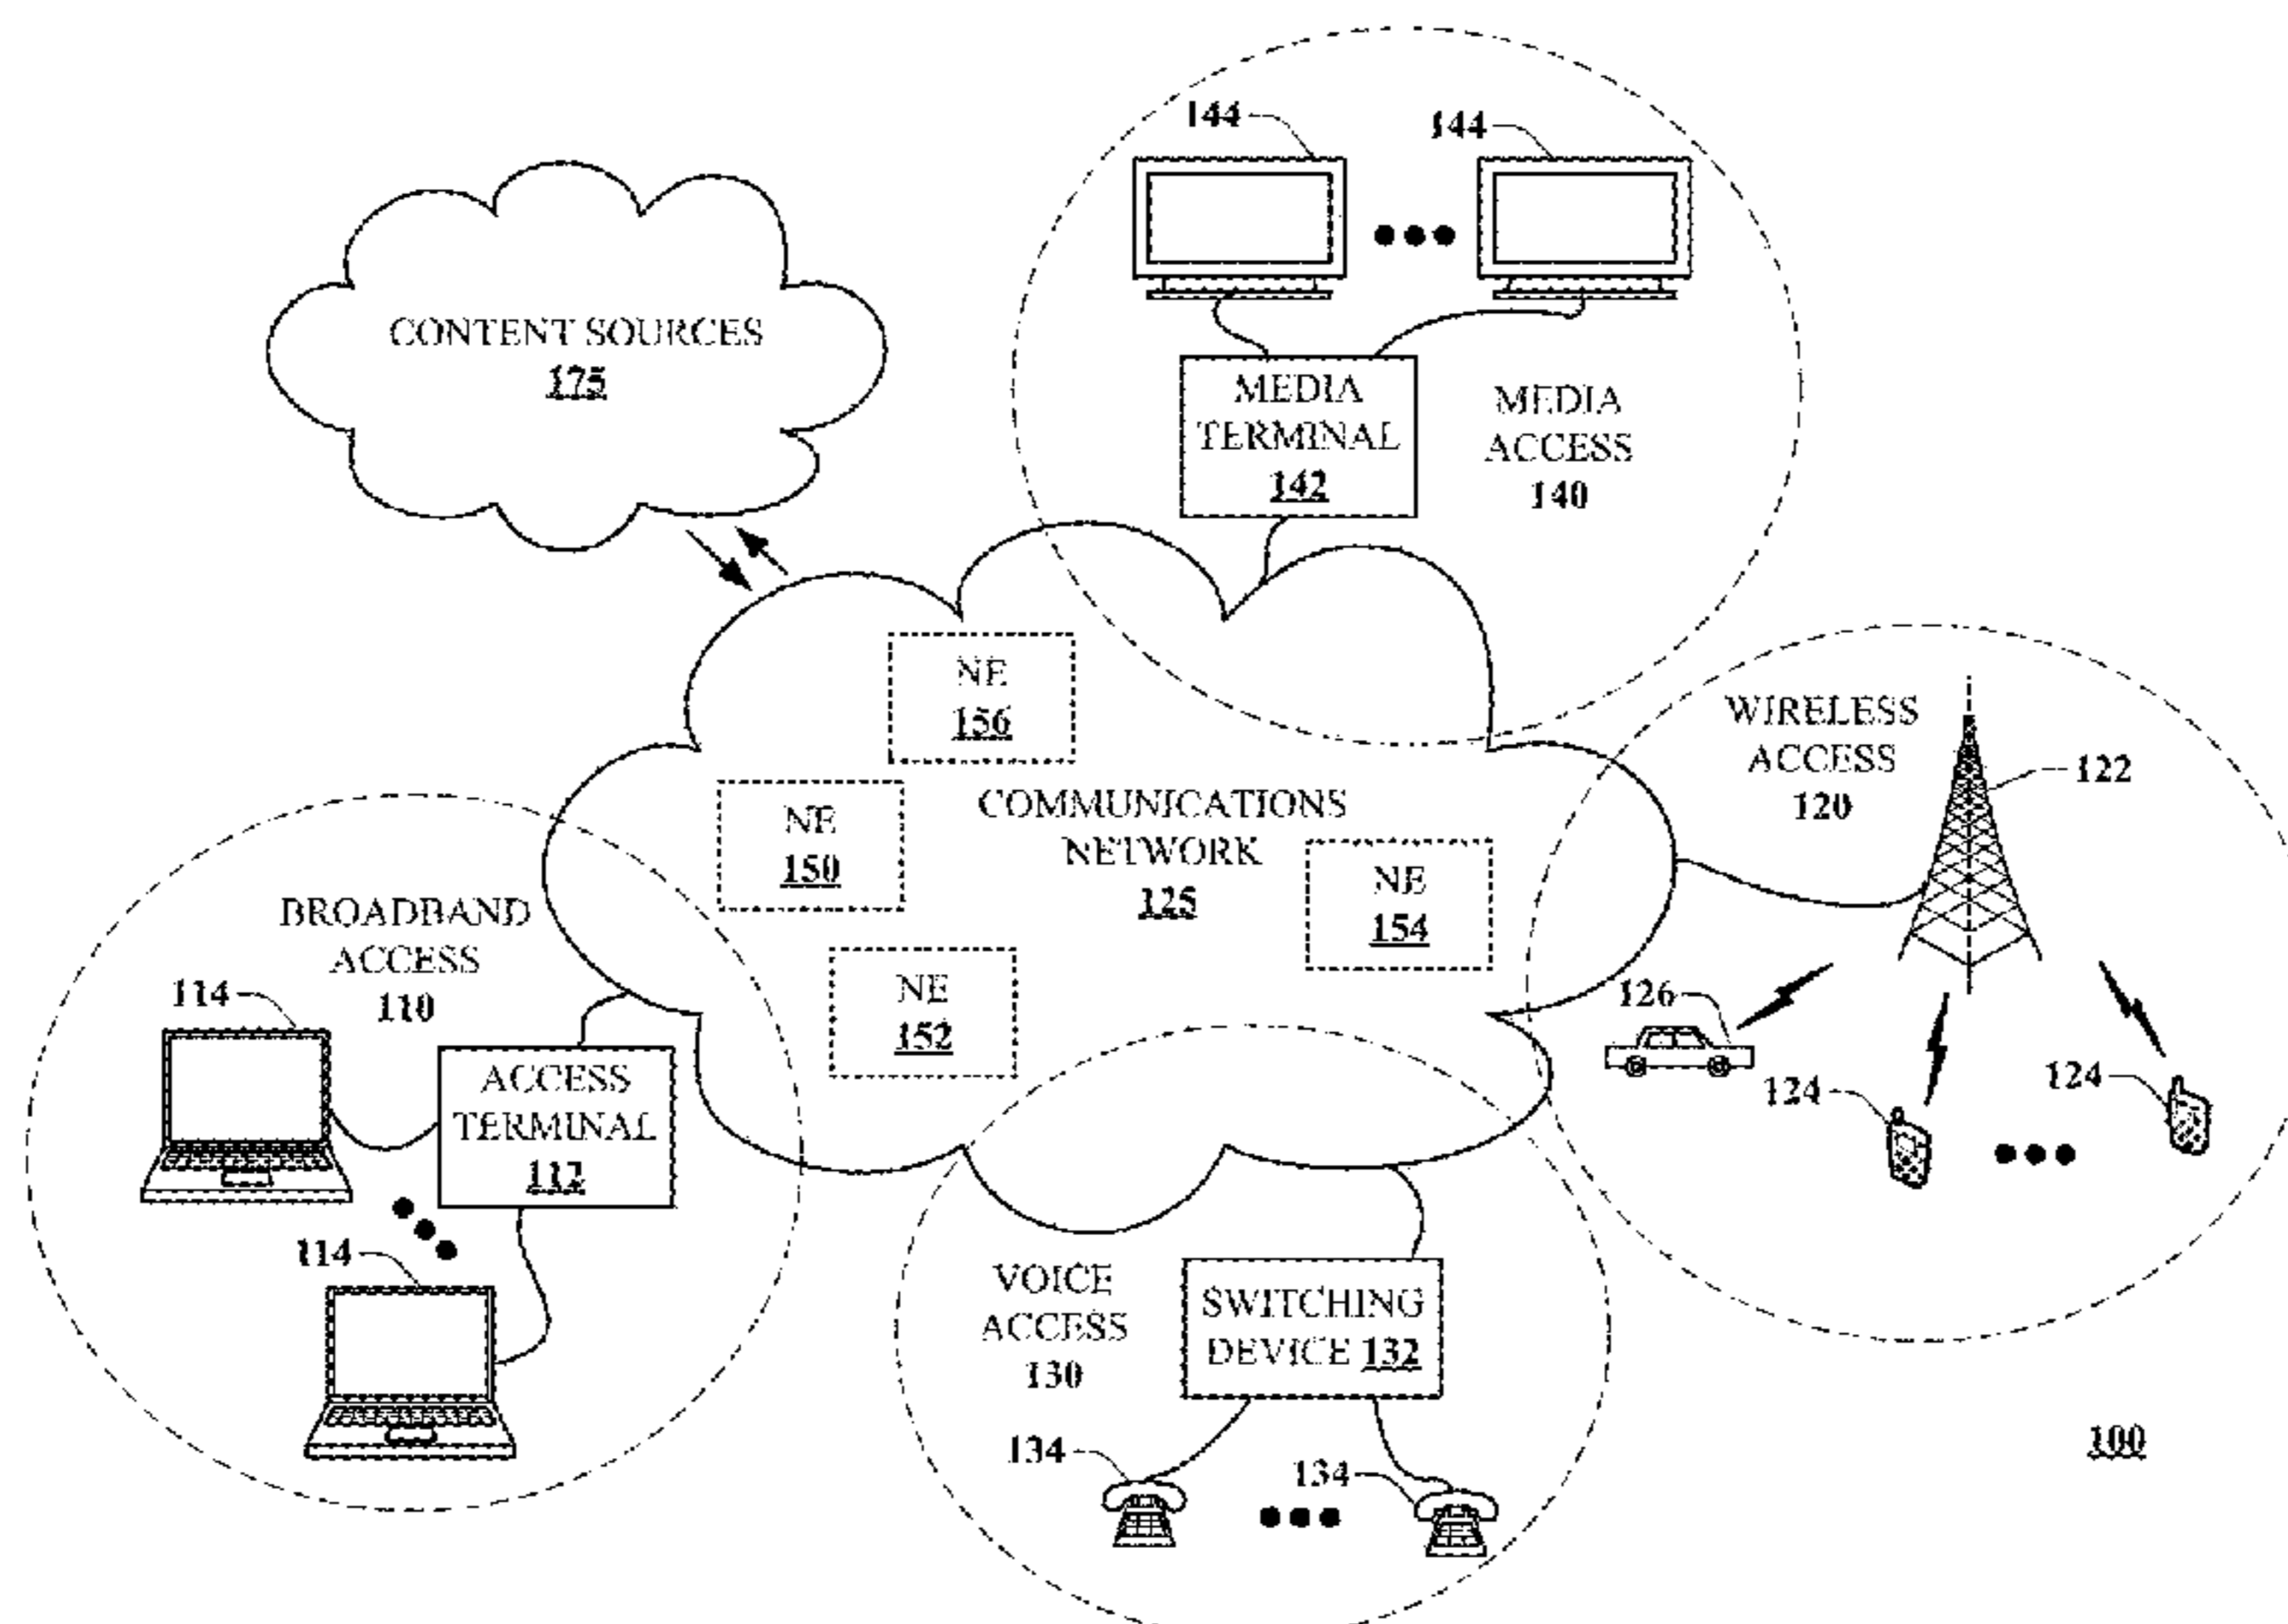 144
144
CONTENT SOURCES
175
MEDIA
TERMINAL
142
MEDIA
ACCESS
140
NE
156
WIRELESS
ACCESS
120
122
NE
150
COMMUNICATIONS
NETWORK
125
NE
154
BROADBAND
ACCESS
110
114
NE
152
126
124
124
ACCESS
TERMINAL
112
114
VOICE
ACCESS
130
SWITCHING
DEVICE 132
134
134
100